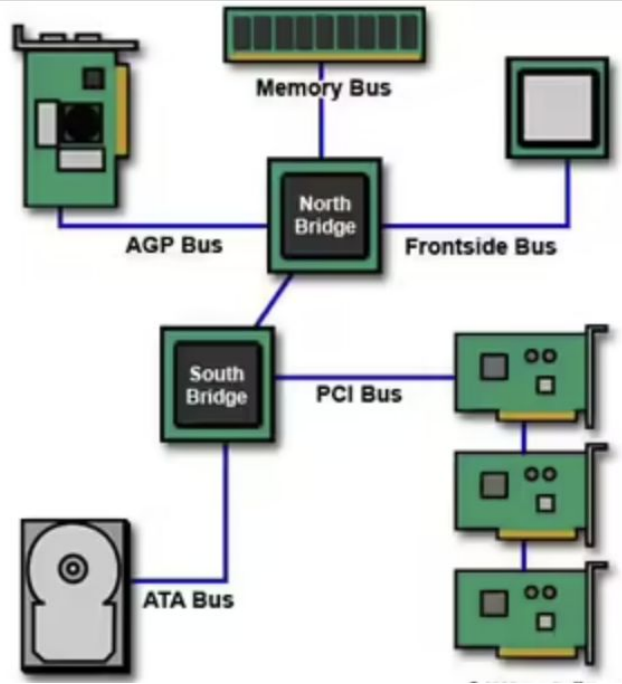 Memory Bus
North
Bridge
AGP Bus
Frontside Bus
South
Bridge
PCI Bus
ATA Bus